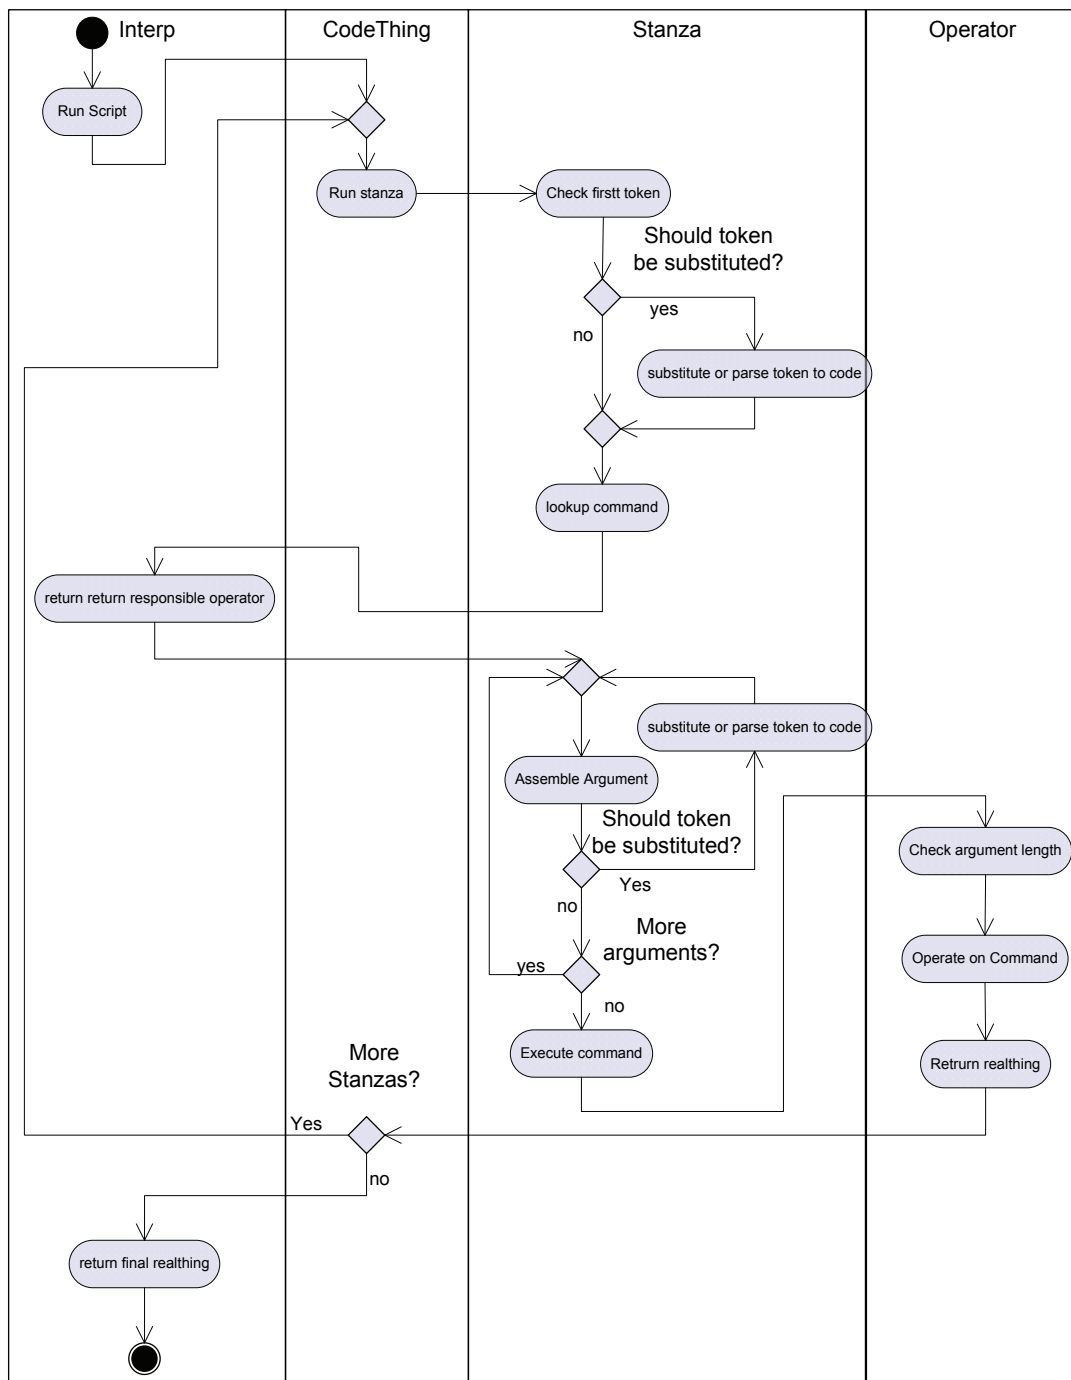 Interp
CodeThing
Stanza
Operator
Run Script
Run stanza
Check firstt token
Should token
be substituted?
yes
no
substitute or parse token to code
lookup command
return return responsible operator
substitute or parse token to code
Assemble Argument
Should token
be substituted?
Yes
no
More
arguments?
yes
no
Execute command
Check argument length
Operate on Command
Retrurn realthing
More
Stanzas?
Yes
no
return final realthing